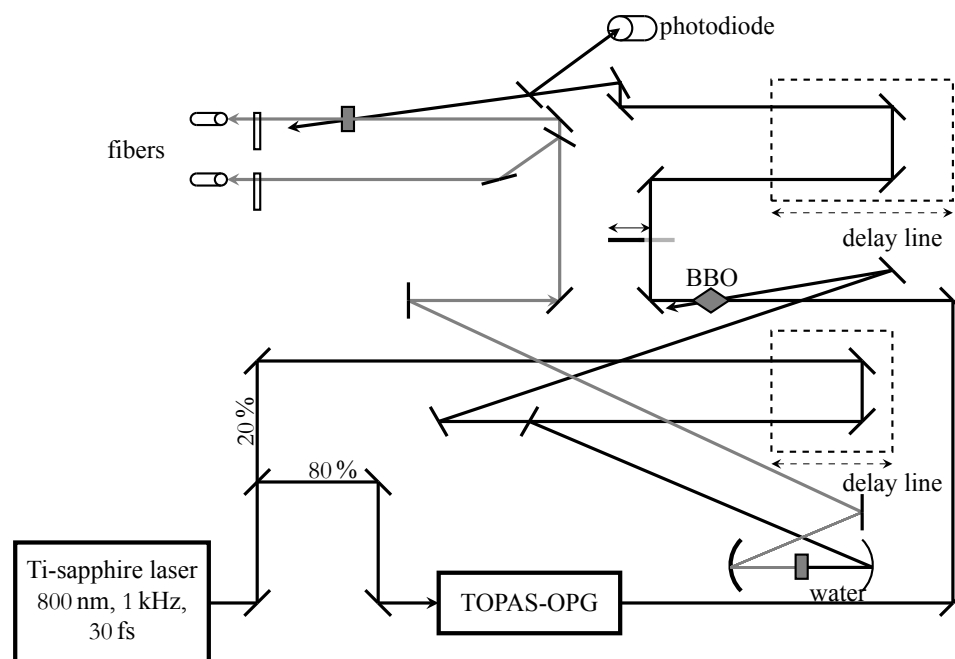 photodiode
fibers
delay line
BBO
20 %
80 %
delay line
Ti-sapphire laser
800 nm, 1 kHz,
30 fs
TOPAS-OPG
water